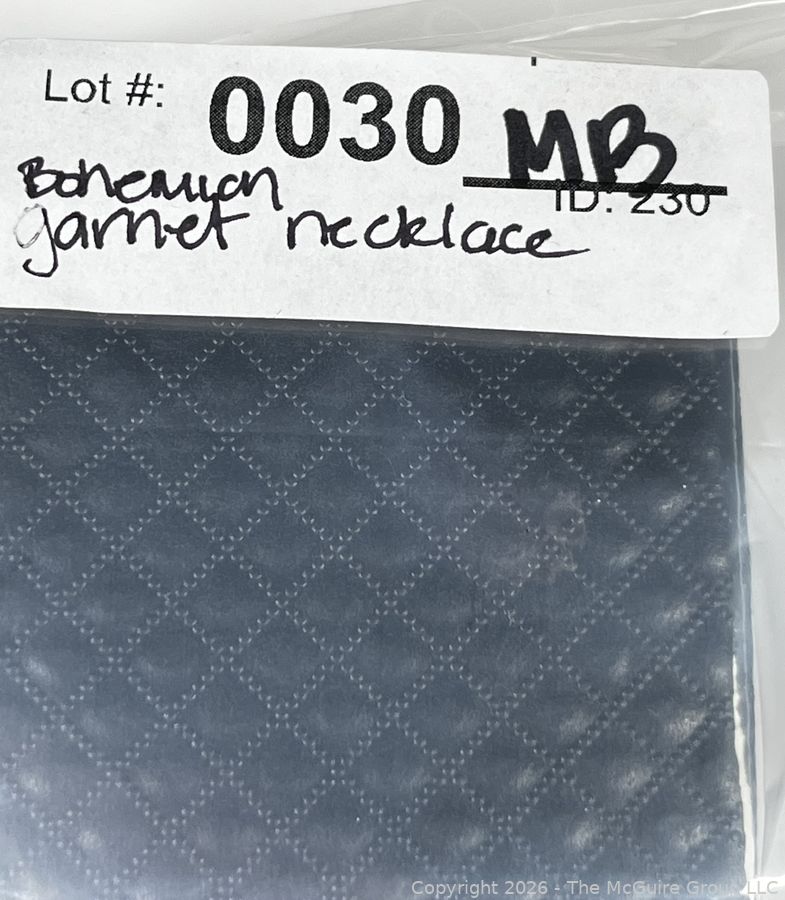 Lot #: 0030 MB
ID: 230
Bohemian
garnet necklace
Copyright 2026 - The McGuire Group, LLC